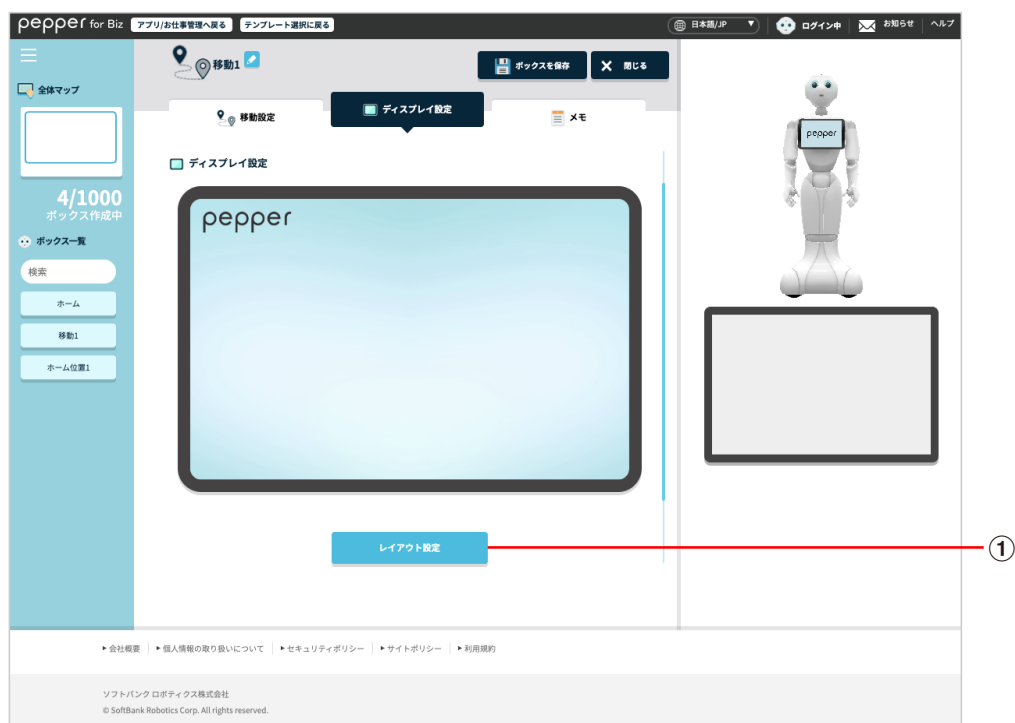 pepper for Biz アプリ/お仕事管理へ戻る テンプレート選択に戻る 日本語/JP ▼ ログイン中 お知らせ ヘルプ
移動1 ボックスを保存 閉じる
全体マップ
移動設定 ディスプレイ設定 メモ
ディスプレイ設定
pepper
pepper
4/1000
ボックス作成中
ボックス一覧
検索
ホーム
移動1
ホーム位置1
レイアウト設定
①
会社概要 個人情報の取り扱いについて セキュリティポリシー サイトポリシー 利用規約
ソフトバンク ロボティクス株式会社
© SoftBank Robotics Corp. All rights reserved.